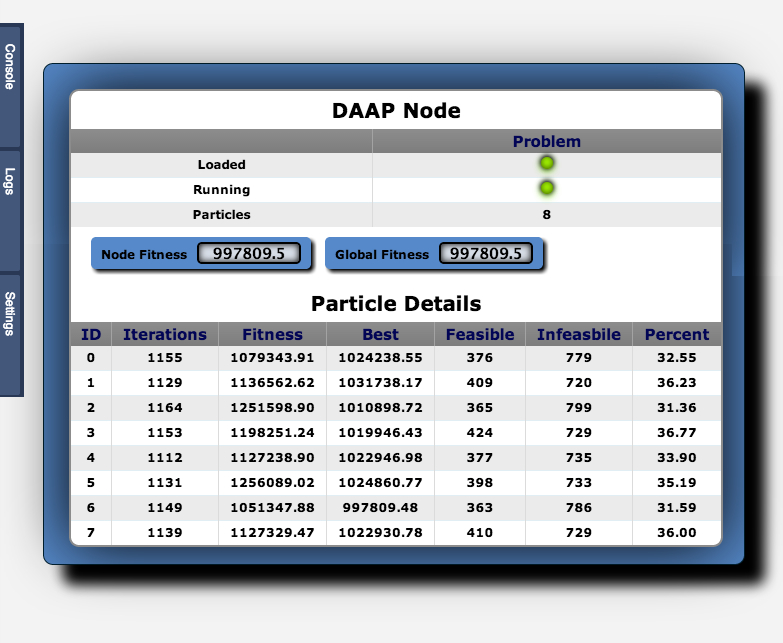 Console
Logs
Settings
DAAP Node
Problem
Loaded
Running
Particles 8
Node Fitness 997809.5 Global Fitness 997809.5
Particle Details
ID Iterations Fitness Best Feasible Infeasbile Percent
0 1155 1079343.91 1024238.55 376 779 32.55
1 1129 1136562.62 1031738.17 409 720 36.23
2 1164 1251598.90 1010898.72 365 799 31.36
3 1153 1198251.24 1019946.43 424 729 36.77
4 1112 1127238.90 1022946.98 377 735 33.90
5 1131 1256089.02 1024860.77 398 733 35.19
6 1149 1051347.88 997809.48 363 786 31.59
7 1139 1127329.47 1022930.78 410 729 36.00